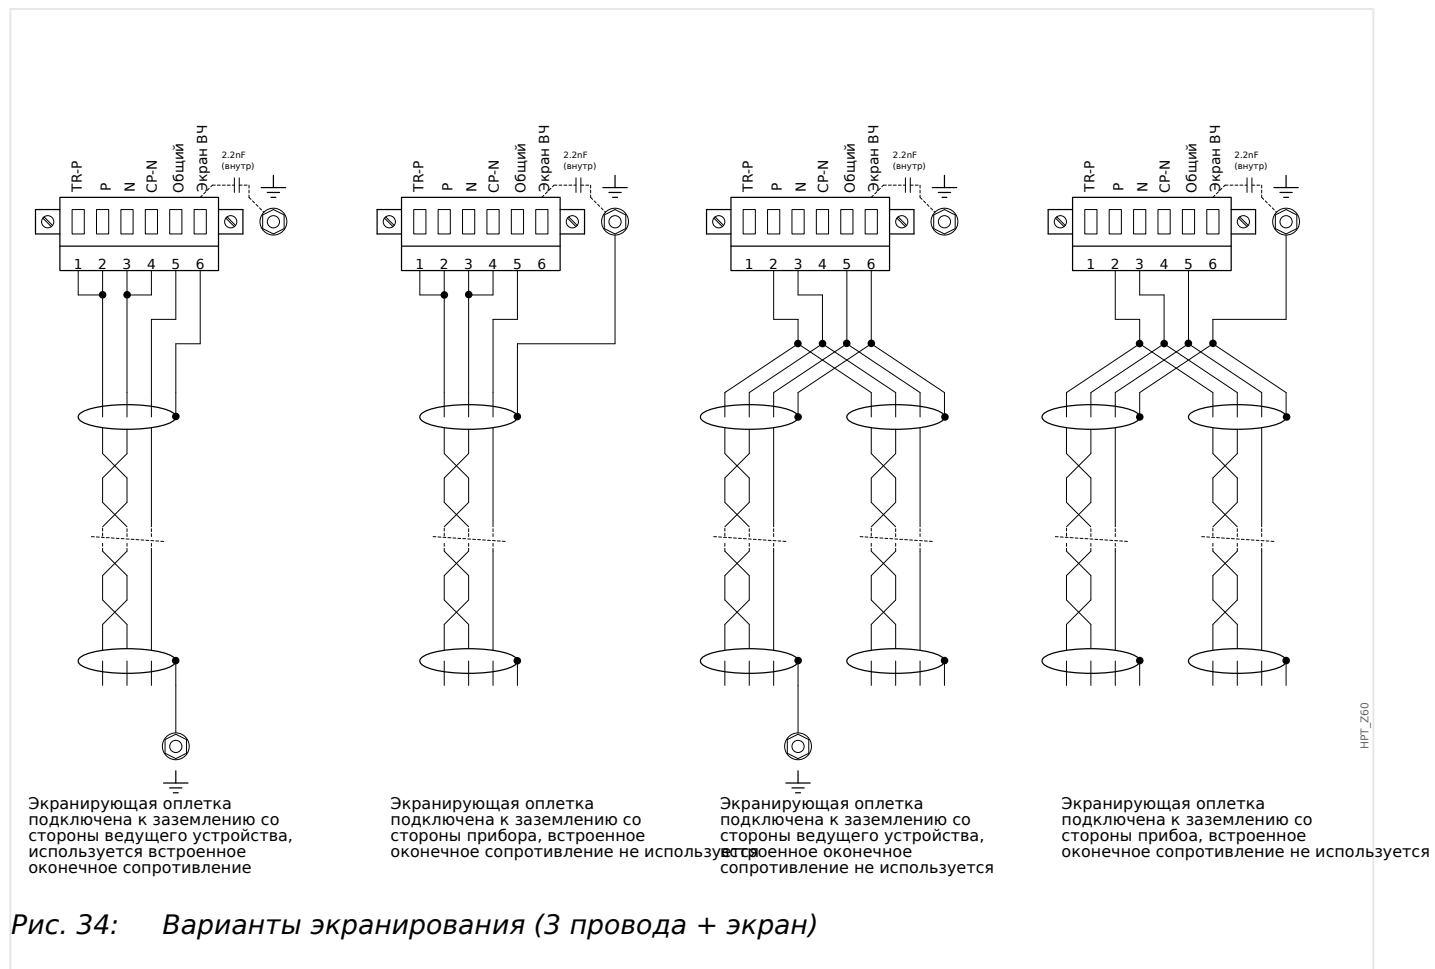 TR-P
P
N
CP-N
Общий
Экран ВЧ
2.2nF
(внутр)
1 2 3 4 5 6
TR-P
P
N
CP-N
Общий
Экран ВЧ
2.2nF
(внутр)
1 2 3 4 5 6
TR-P
P
N
CP-N
Общий
Экран ВЧ
2.2nF
(внутр)
1 2 3 4 5 6
TR-P
P
N
CP-N
Общий
Экран ВЧ
2.2nF
(внутр)
1 2 3 4 5 6
HPT_Z60
Экранирующая оплетка
подключена к заземлению со
стороны ведущего устройства,
используется встроенное
оконечное сопротивление
Экранирующая оплетка
подключена к заземлению со
стороны прибора, встроенное
оконечное сопротивление не используется
Экранирующая оплетка
подключена к заземлению со
стороны ведущего устройства,
встроенное оконечное
сопротивление не используется
Экранирующая оплетка
подключена к заземлению со
стороны прибоа, встроенное
оконечное сопротивление не используется
Рис. 34: Варианты экранирования (3 провода + экран)